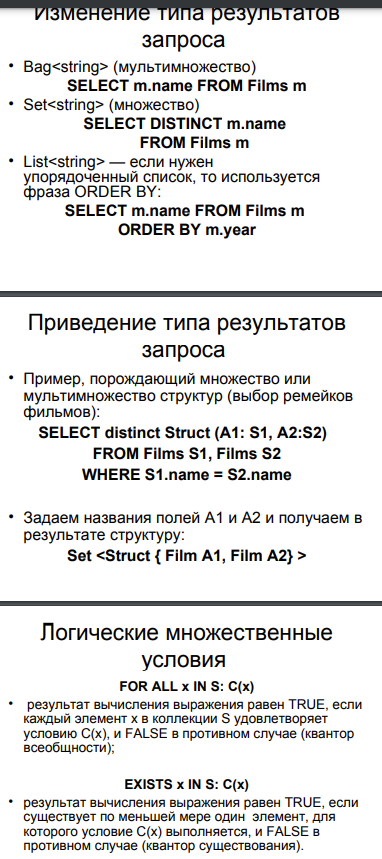 Изменение типа результатов
запроса
• Bag<string> (мультимножество)
SELECT m.name FROM Films m
• Set<string> (множество)
SELECT DISTINCT m.name
FROM Films m
• List<string> — если нужен
упорядоченный список, то используется
фраза ORDER BY:
SELECT m.name FROM Films m
ORDER BY m.year
Приведение типа результатов
запроса
• Пример, порождающий множество или
мультимножество структур (выбор ремейков
фильмов):
SELECT distinct Struct (A1: S1, A2:S2)
FROM Films S1, Films S2
WHERE S1.name = S2.name
• Задаем названия полей A1 и A2 и получаем в
результате структуру:
Set <Struct { Film A1, Film A2} >
Логические множественные
условия
FOR ALL x IN S: C(x)
• результат вычисления выражения равен TRUE, если
каждый элемент x в коллекции S удовлетворяет
условию C(x), и FALSE в противном случае (квантор
всеобщности);
EXISTS x IN S: C(x)
• результат вычисления выражения равен TRUE, если
существует по меньшей мере один элемент, для
которого условие C(x) выполняется, и FALSE в
противном случае (квантор существования).